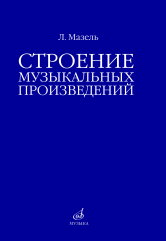 Л. Мазель
СТРОЕНИЕ
МУЗЫКАЛЬНЫХ
ПРОИЗВЕДЕНИЙ
МУЗЫКА